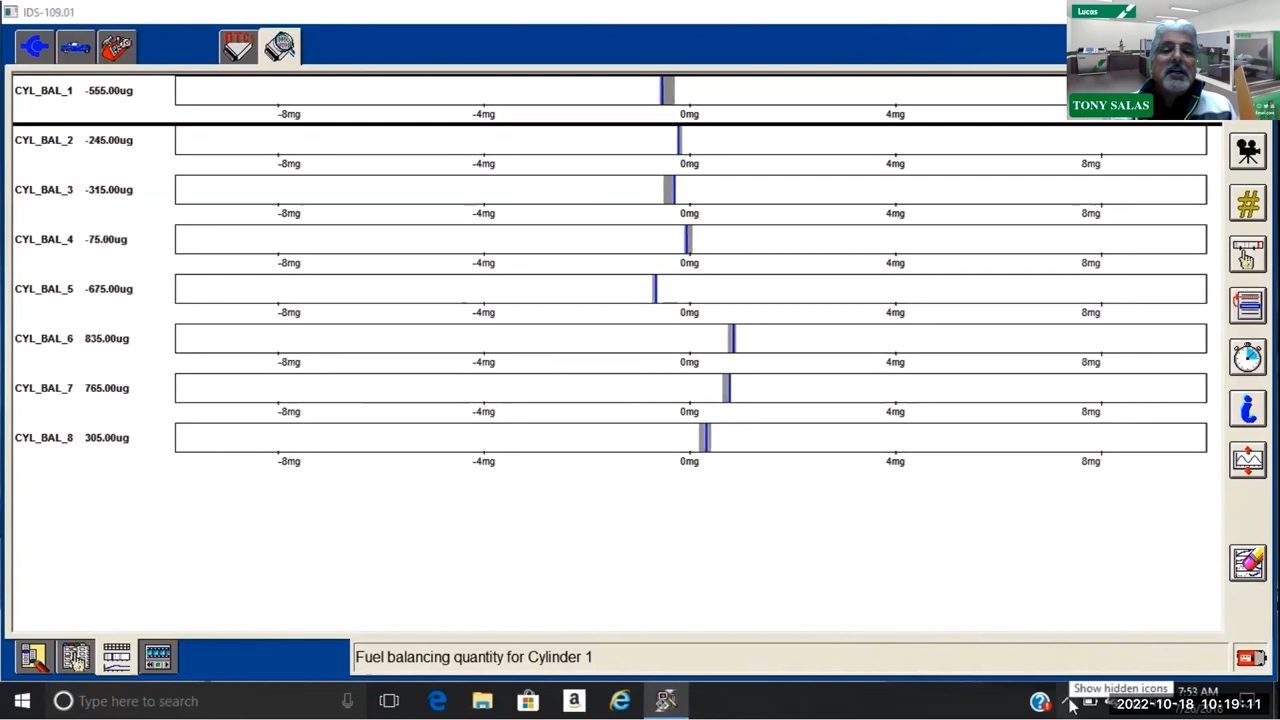 IDS-109.01
Lucas
TONY SALAS
DTCs
CYL_BAL_1 -555.00ug
-8mg 0mg 4mg
CYL_BAL_2 -245.00ug
-8mg -4mg 0mg 4mg 8mg
CYL_BAL_3 -315.00ug
-8mg -4mg 0mg 4mg 8mg
CYL_BAL_4 -75.00ug
-8mg -4mg 0mg 4mg 8mg
CYL_BAL_5 -675.00ug
-8mg -4mg 0mg 4mg 8mg
CYL_BAL_6 835.00ug
-8mg -4mg 0mg 4mg 8mg
CYL_BAL_7 765.00ug
-8mg -4mg 0mg 4mg 8mg
CYL_BAL_8 305.00ug
-8mg -4mg 0mg 4mg 8mg
Fuel balancing quantity for Cylinder 1
Show hidden icons
Type here to search
7:53 AM
2022-10-18 10:19:11